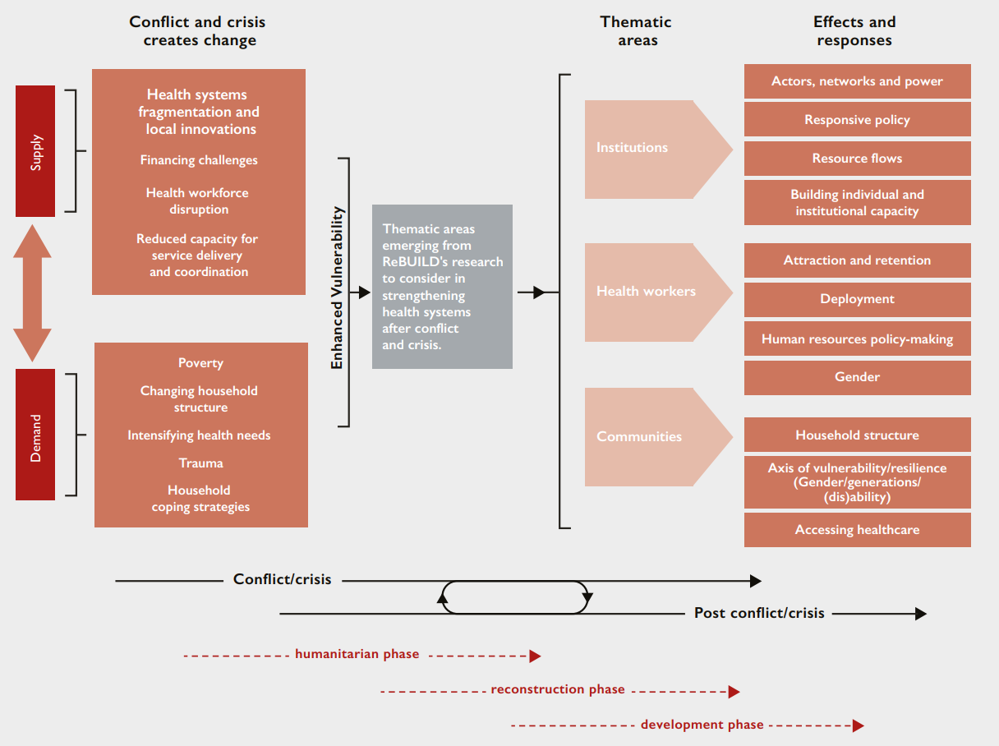 Conflict and crisis
creates change
Thematic
areas
Effects and
responses
Supply
Health systems
fragmentation and
local innovations
Financing challenges
Health workforce
disruption
Reduced capacity for
service delivery
and coordination
Demand
Poverty
Changing household
structure
Intensifying health needs
Trauma
Household
coping strategies
Enhanced Vulnerability
Thematic areas
emerging from
ReBUILD's research
to consider in
strengthening
health systems
after conflict
and crisis.
Institutions
Actors, networks and power
Responsive policy
Resource flows
Building individual and
institutional capacity
Health workers
Attraction and retention
Deployment
Human resources policy-making
Gender
Communities
Household structure
Axis of vulnerability/resilience
(Gender/generations/
(dis)ability)
Accessing healthcare
Conflict/crisis
Post conflict/crisis
humanitarian phase
reconstruction phase
development phase